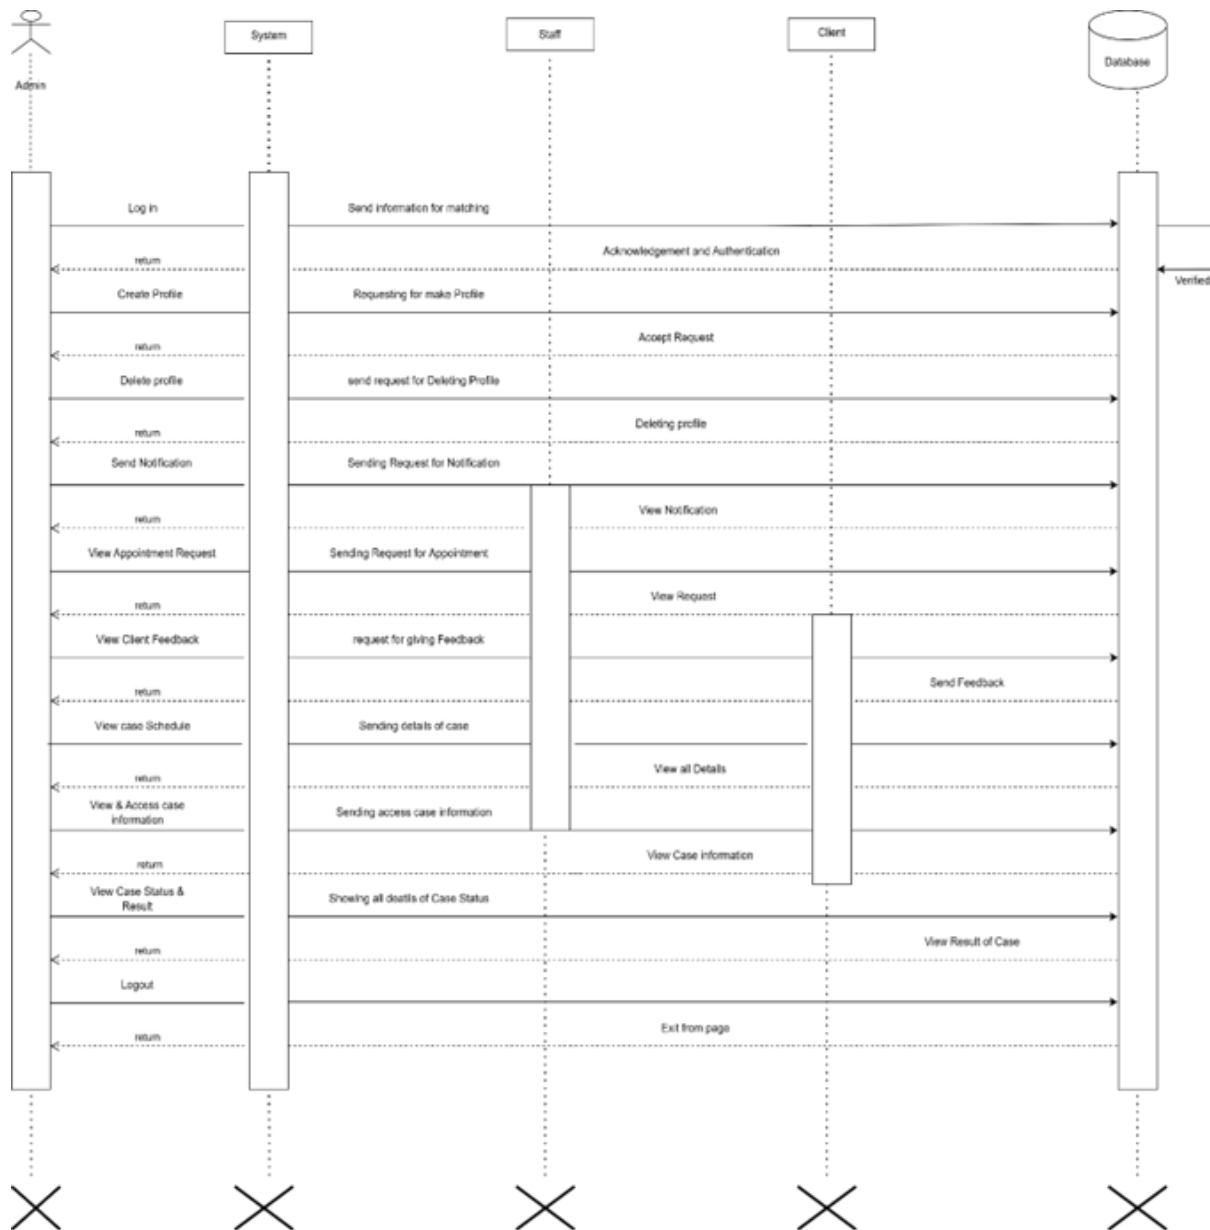 System
Staff
Client
Database
Admin
Log in
Send information for matching
Acknowledgement and Authentication
return
Verified
Create Profile
Requesting for make Profile
Accept Request
return
Delete profile
send request for Deleting Profile
Deleting profile
return
Send Notification
Sending Request for Notification
View Notification
return
View Appointment Request
Sending Request for Appointment
View Request
return
View Client Feedback
request for giving Feedback
Send Feedback
return
View case Schedule
Sending details of case
View all Details
return
View & Access case
information
Sending access case information
View Case information
return
View Case Status &
Result
Showing all deatils of Case Status
View Result of Case
return
Logout
Exit from page
return